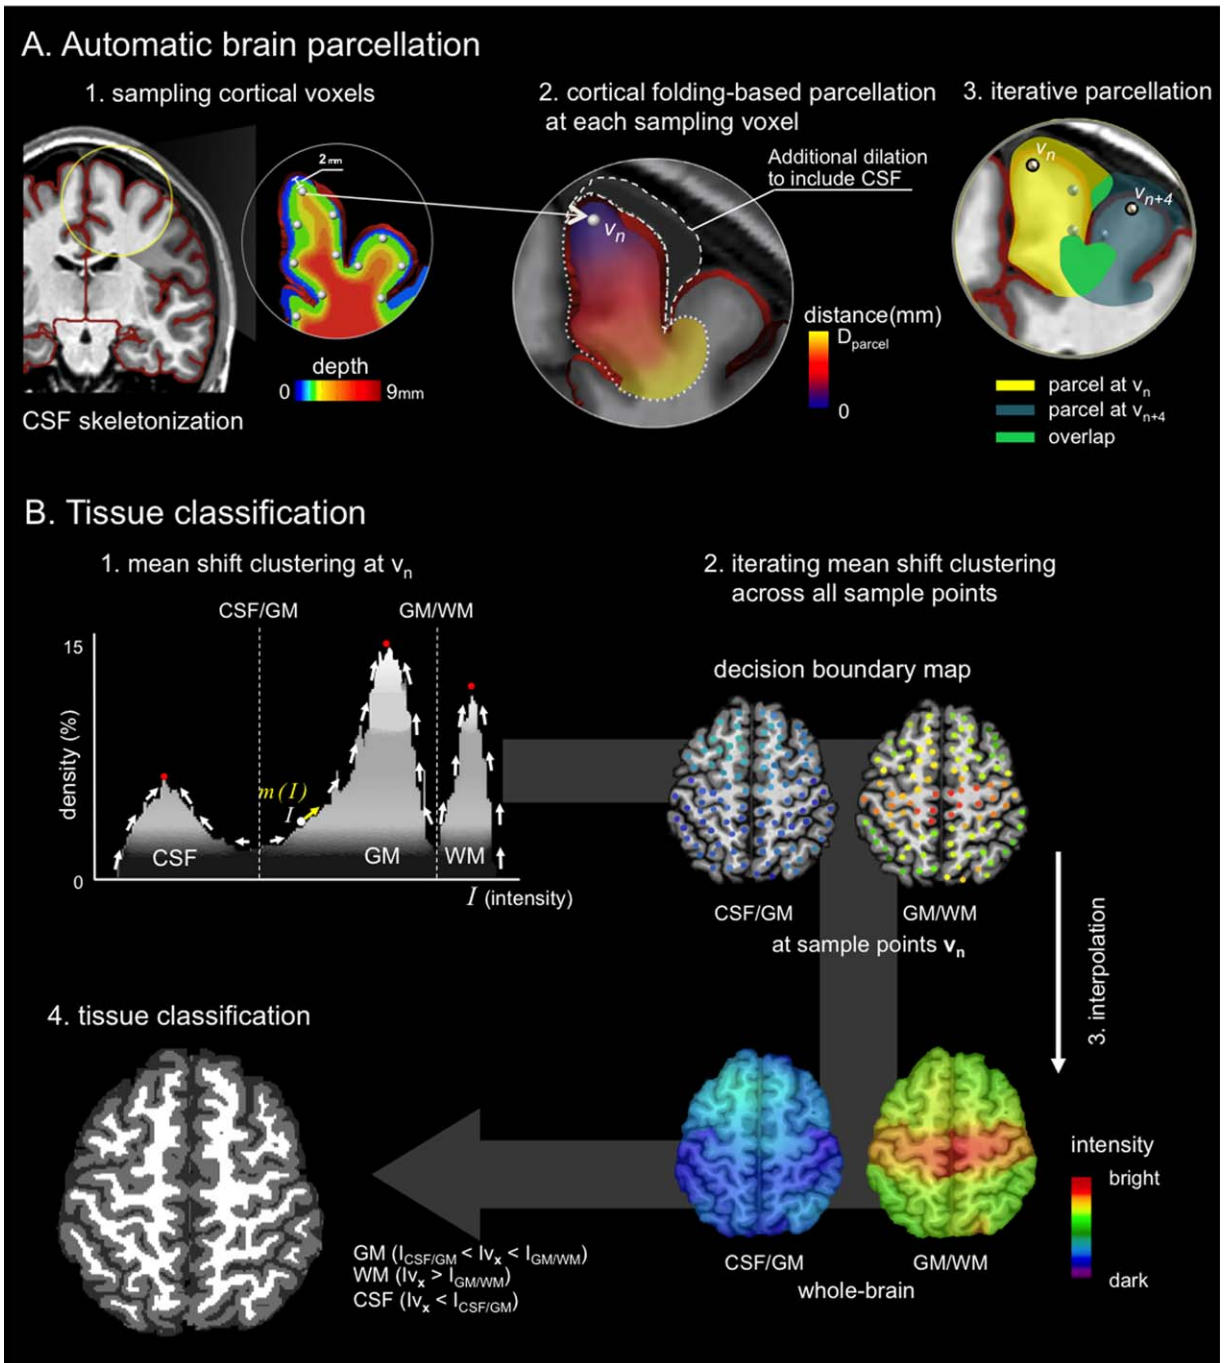 A. Automatic brain parcellation
1. sampling cortical voxels
2 mm
depth
0
9mm
CSF skeletonization
2. cortical folding-based parcellation
at each sampling voxel
Additional dilation
to include CSF
vn
distance(mm)
Dparcel
0
3. iterative parcellation
vn
vn+4
parcel at vn
parcel at vn+4
overlap
B. Tissue classification
1. mean shift clustering at vn
CSF/GM
GM/WM
15
density (%)
0
m(I)
I
CSF
GM
WM
I (intensity)
2. iterating mean shift clustering
across all sample points
decision boundary map
CSF/GM
GM/WM
at sample points vn
3. interpolation
4. tissue classification
GM (ICSF/GM < Ivx < IGM/WM)
WM (Ivx > IGM/WM)
CSF (Ivx < ICSF/GM)
CSF/GM
GM/WM
whole-brain
intensity
bright
dark